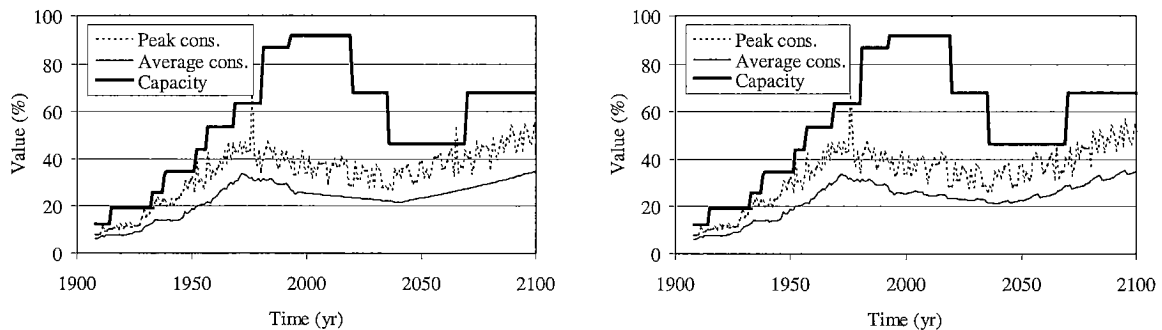 100
80
60
40
20
0
Value (%)
Peak cons.
Average cons.
Capacity
1900 1950 2000 2050 2100
Time (yr)
100
80
60
40
20
0
Value (%)
Peak cons.
Average cons.
Capacity
1900 1950 2000 2050 2100
Time (yr)